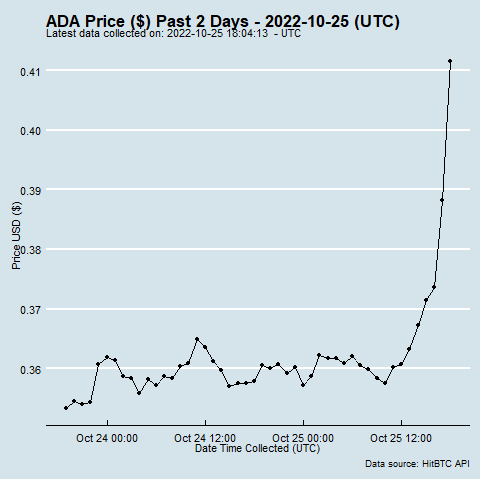 ADA Price ($) Past 2 Days - 2022-10-25 (UTC)
Latest data collected on: 2022-10-25 18:04:13 - UTC
0.41
0.40
0.39
0.38
0.37
0.36
Price USD ($)
Oct 24 00:00 Oct 24 12:00 Oct 25 00:00 Oct 25 12:00
Date Time Collected (UTC)
Data source: HitBTC API